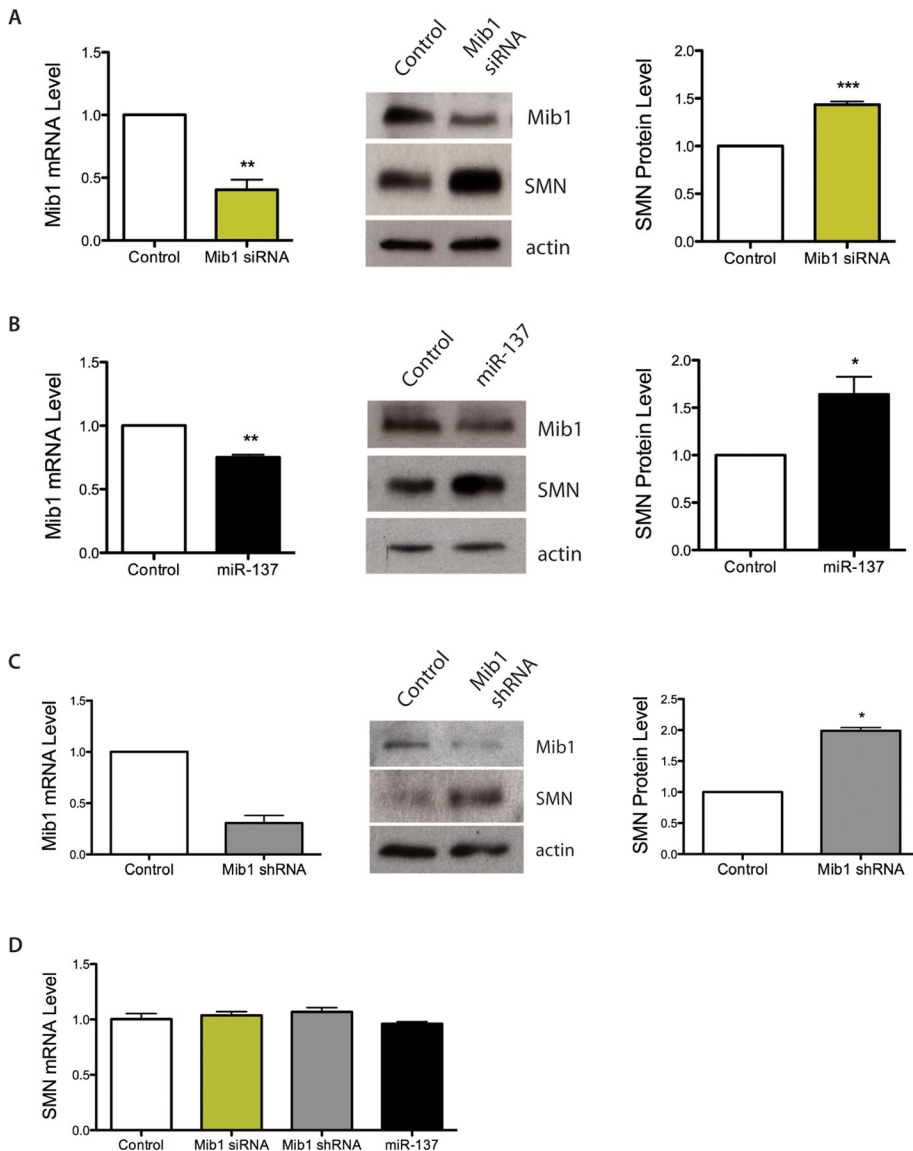 A
Mib1 mRNA Level
1.5
1.0
0.5
0.0
**
Control
Mib1 siRNA
Control
Mib1
siRNA
Mib1
SMN
actin
SMN Protein Level
2.0
1.5
1.0
0.5
0.0
***
Control
Mib1 siRNA
B
Mib1 mRNA Level
1.5
1.0
0.5
0.0
**
Control
miR-137
Control
miR-137
Mib1
SMN
actin
SMN Protein Level
2.0
1.5
1.0
0.5
0.0
*
Control
miR-137
C
Mib1 mRNA Level
1.5
1.0
0.5
0.0
Control
Mib1 shRNA
Control
Mib1
shRNA
Mib1
SMN
actin
SMN Protein Level
2.5
2.0
1.5
1.0
0.5
0.0
*
Control
Mib1 shRNA
D
SMN mRNA Level
1.5
1.0
0.5
0.0
Control
Mib1 siRNA
Mib1 shRNA
miR-137